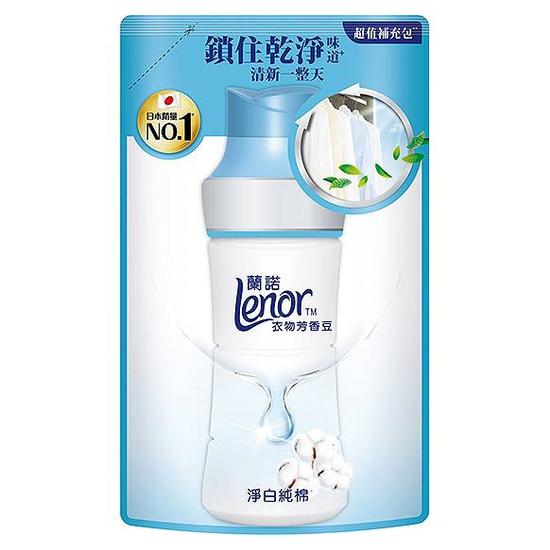 鎖住乾淨味道+
清新一整天
超值補充包**
日本銷量
NO.1*
蘭諾
Lenor™
衣物芳香豆
淨白純棉